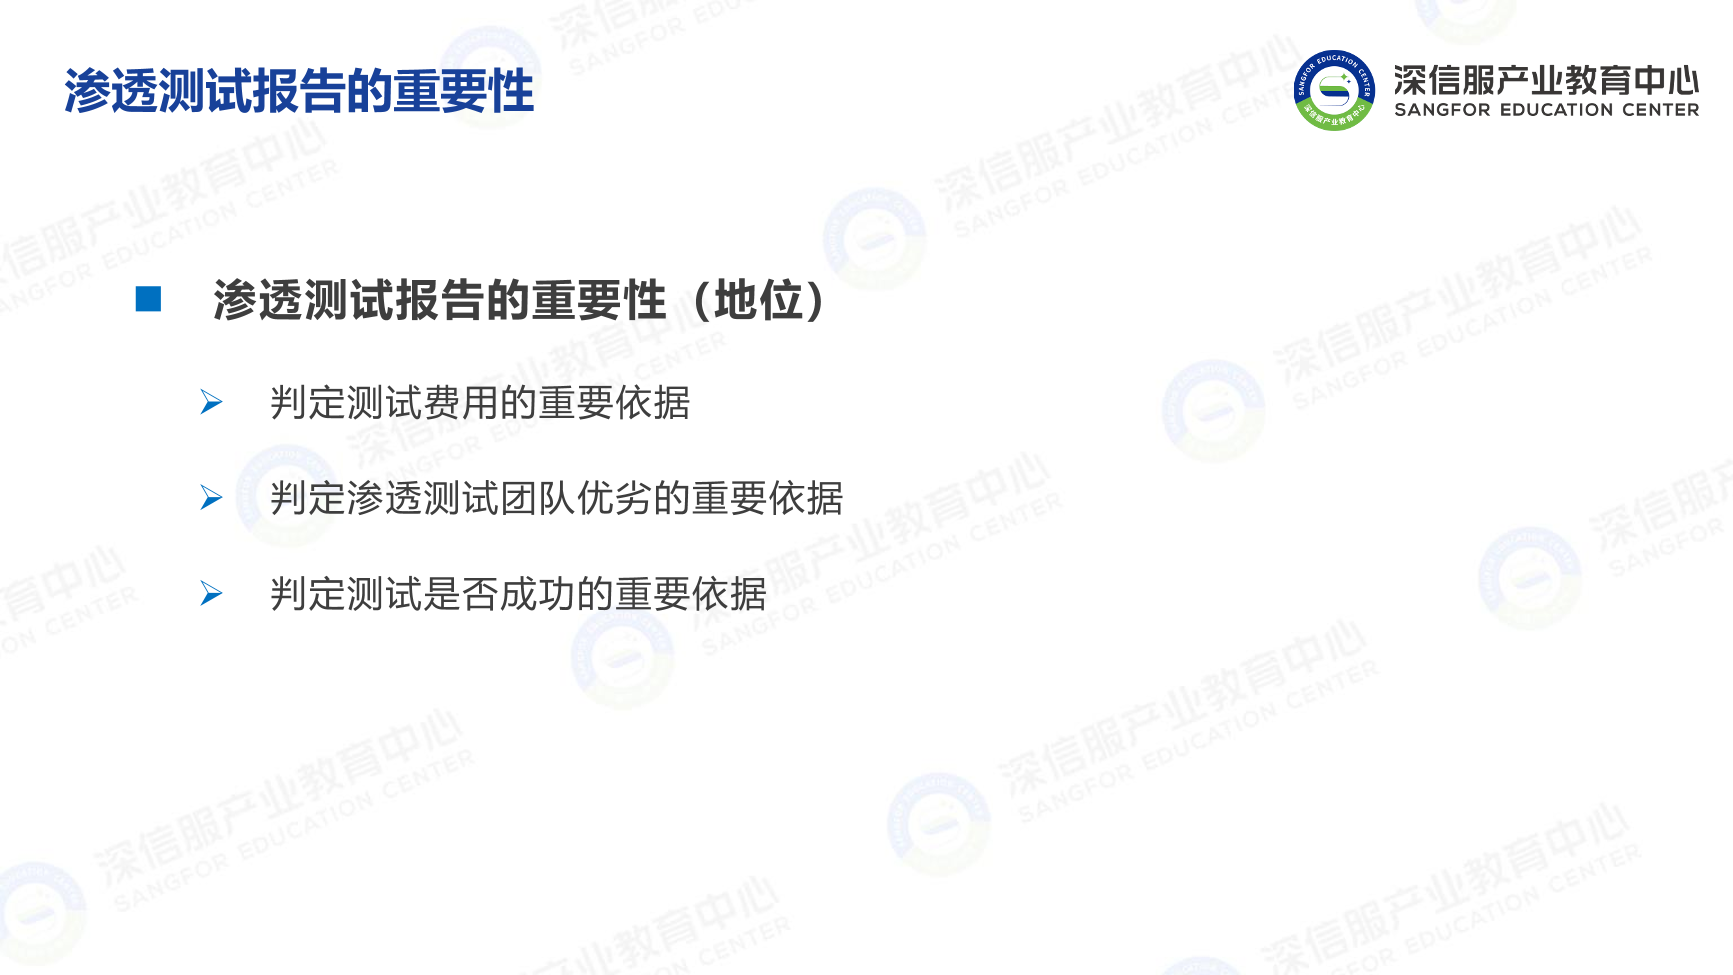 渗透测试报告的重要性
深信服产业教育中心
SANGFOR EDUCATION CENTER
渗透测试报告的重要性（地位）
判定测试费用的重要依据
判定渗透测试团队优劣的重要依据
判定测试是否成功的重要依据